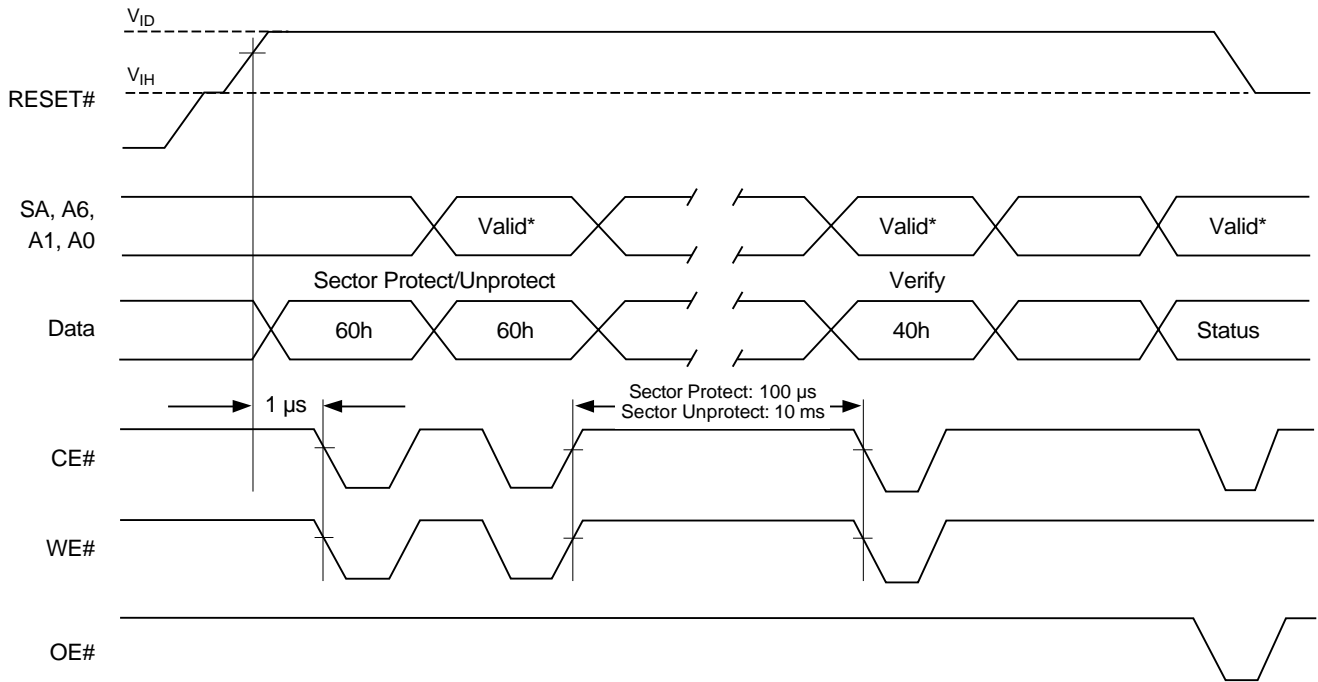 VID
VIH
RESET#
SA, A6,
A1, A0
Valid*
Valid*
Valid*
Sector Protect/Unprotect
Verify
Data
60h
60h
40h
Status
1 µs
Sector Protect: 100 µs
Sector Unprotect: 10 ms
CE#
WE#
OE#